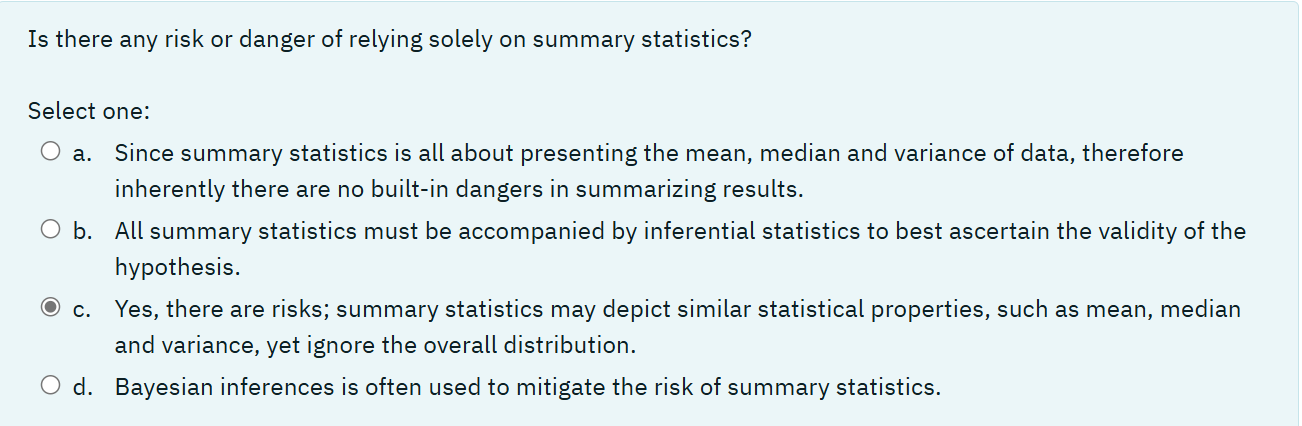 Is there any risk or danger of relying solely on summary statistics?
Select one:
a. Since summary statistics is all about presenting the mean, median and variance of data, therefore
inherently there are no built-in dangers in summarizing results.
b. All summary statistics must be accompanied by inferential statistics to best ascertain the validity of the
hypothesis.
c. Yes, there are risks; summary statistics may depict similar statistical properties, such as mean, median
and variance, yet ignore the overall distribution.
d. Bayesian inferences is often used to mitigate the risk of summary statistics.